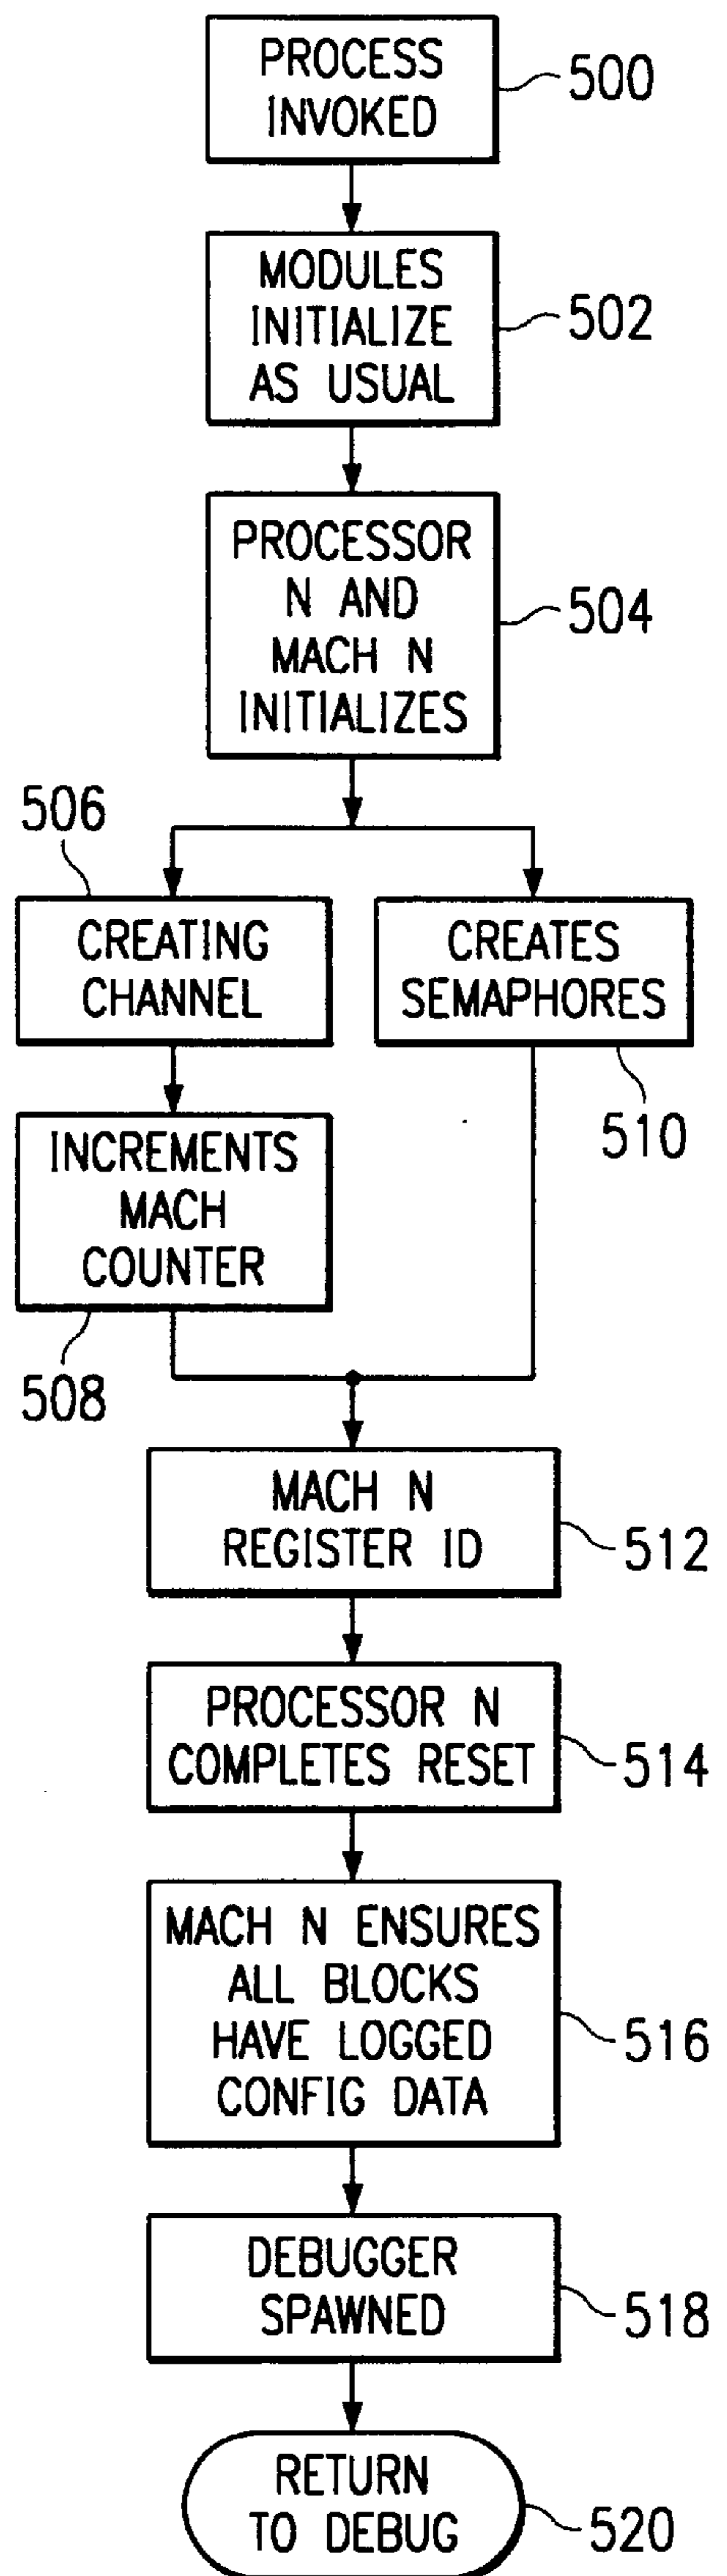 PROCESS
INVOKED
500
MODULES
INITIALIZE
AS USUAL
502
PROCESSOR
N AND
MACH N
INITIALIZES
504
506
CREATING
CHANNEL
CREATES
SEMAPHORES
510
INCREMENTS
MACH
COUNTER
508
MACH N
REGISTER ID
512
PROCESSOR N
COMPLETES RESET
514
MACH N ENSURES
ALL BLOCKS
HAVE LOGGED
CONFIG DATA
516
DEBUGGER
SPAWNED
518
RETURN
TO DEBUG
520